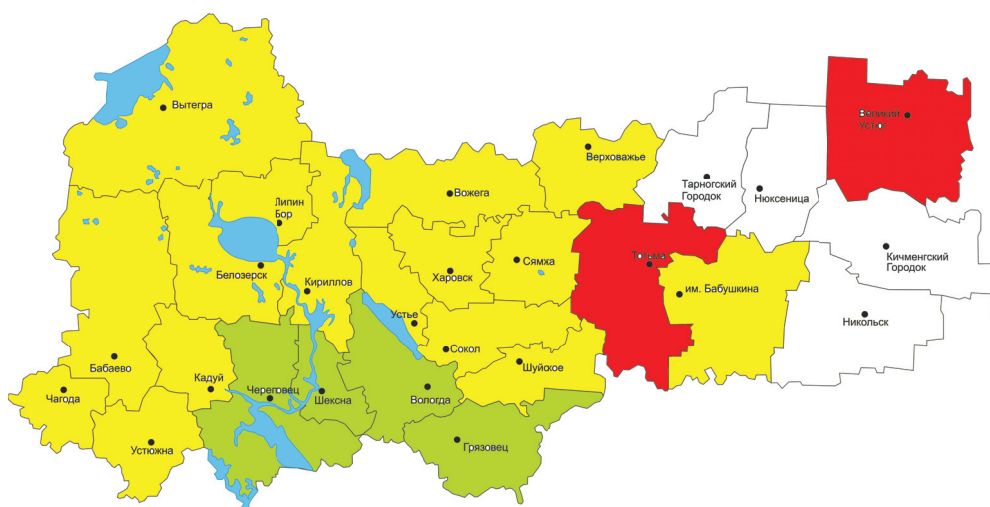 Вытегра
Великий
Устюг
Верховажье
Тарногский
Городок
Нюксеница
Вожега
Липин
Бор
Белозерск
Кириллов
Харовск
Сямжа
Тотьма
Кичменгский
Городок
им. Бабушкина
Никольск
Устье
Сокол
Шуйское
Бабаево
Чагода
Кадуй
Череповец
Шексна
Вологда
Устюжна
Грязовец